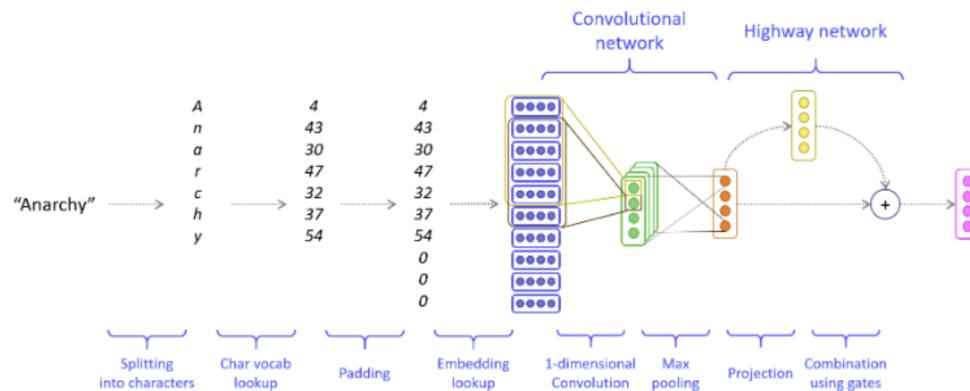 Convolutional
network
Highway network
"Anarchy"
A 4 4
n 43 43
a 30 30
r 47 47
c 32 32
h 37 37
y 54 54
0
0
0
+
Splitting
into characters
Char vocab
lookup
Padding
Embedding
lookup
1-dimensional
Convolution
Max
pooling
Projection
Combination
using gates